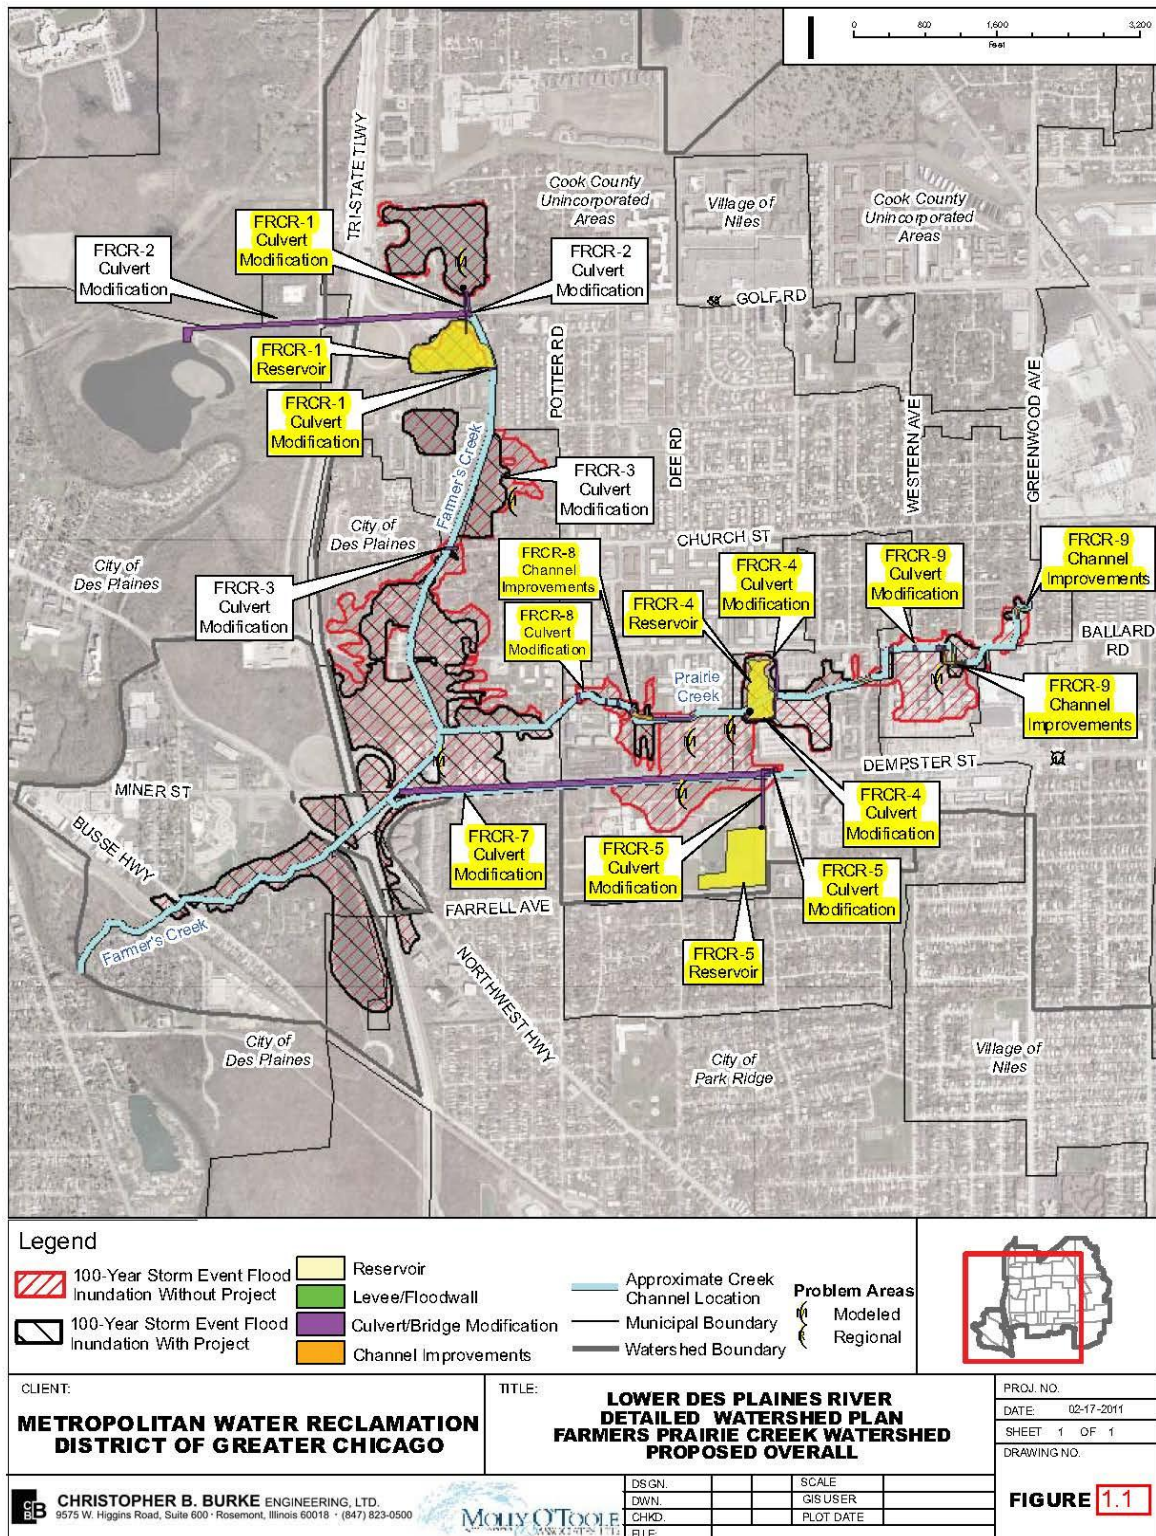 0 800 1,600 3,200
Feet
TRI-STATE TLWY
Cook County
Unincorporated
Areas
Village of
Niles
Cook County
Unincorporated
Areas
FRCR-1
Culvert
Modification
FRCR-2
Culvert
Modification
FRCR-2
Culvert
Modification
GOLF RD
FRCR-1
Reservoir
FRCR-1
Culvert
Modification
POTTER RD
DEE RD
WESTERN AVE
GREENWOOD AVE
Farmer's Creek
FRCR-3
Culvert
Modification
City of
Des Plaines
City of
Des Plaines
CHURCH ST
FRCR-3
Culvert
Modification
FRCR-8
Channel
Improvements
FRCR-8
Culvert
Modification
FRCR-4
Reservoir
FRCR-4
Culvert
Modification
FRCR-9
Culvert
Modification
FRCR-9
Channel
Improvements
BALLARD
RD
Prairie
Creek
FRCR-9
Channel
Improvements
M
M
M
M
M
M
M
DEMPSTER ST
MINER ST
BUSSE HWY
FRCR-7
Culvert
Modification
FRCR-5
Culvert
Modification
FRCR-4
Culvert
Modification
FRCR-5
Culvert
Modification
FARRELL AVE
Farmer's Creek
FRCR-5
Reservoir
NORTHWEST HWY
City of
Des Plaines
City of
Park Ridge
Village of
Niles
Legend
100-Year Storm Event Flood
Inundation Without Project
100-Year Storm Event Flood
Inundation With Project
Reservoir
Levee/Floodwall
Culvert/Bridge Modification
Channel Improvements
Approximate Creek
Channel Location
Municipal Boundary
Watershed Boundary
Problem Areas
M Modeled
R Regional
CLIENT:
METROPOLITAN WATER RECLAMATION
DISTRICT OF GREATER CHICAGO
TITLE:
LOWER DES PLAINES RIVER
DETAILED WATERSHED PLAN
FARMERS PRAIRIE CREEK WATERSHED
PROPOSED OVERALL
PROJ. NO.
DATE: 02-17-2011
SHEET 1 OF 1
DRAWING NO.
FIGURE 1.1
CBB
CHRISTOPHER B. BURKE ENGINEERING, LTD.
9575 W. Higgins Road, Suite 600 · Rosemont, Illinois 60018 · (847) 823-0500
MOLLY O'TOOLE
DSGN. SCALE
DWN. GIS USER
CHKD. PLOT DATE
FILE: